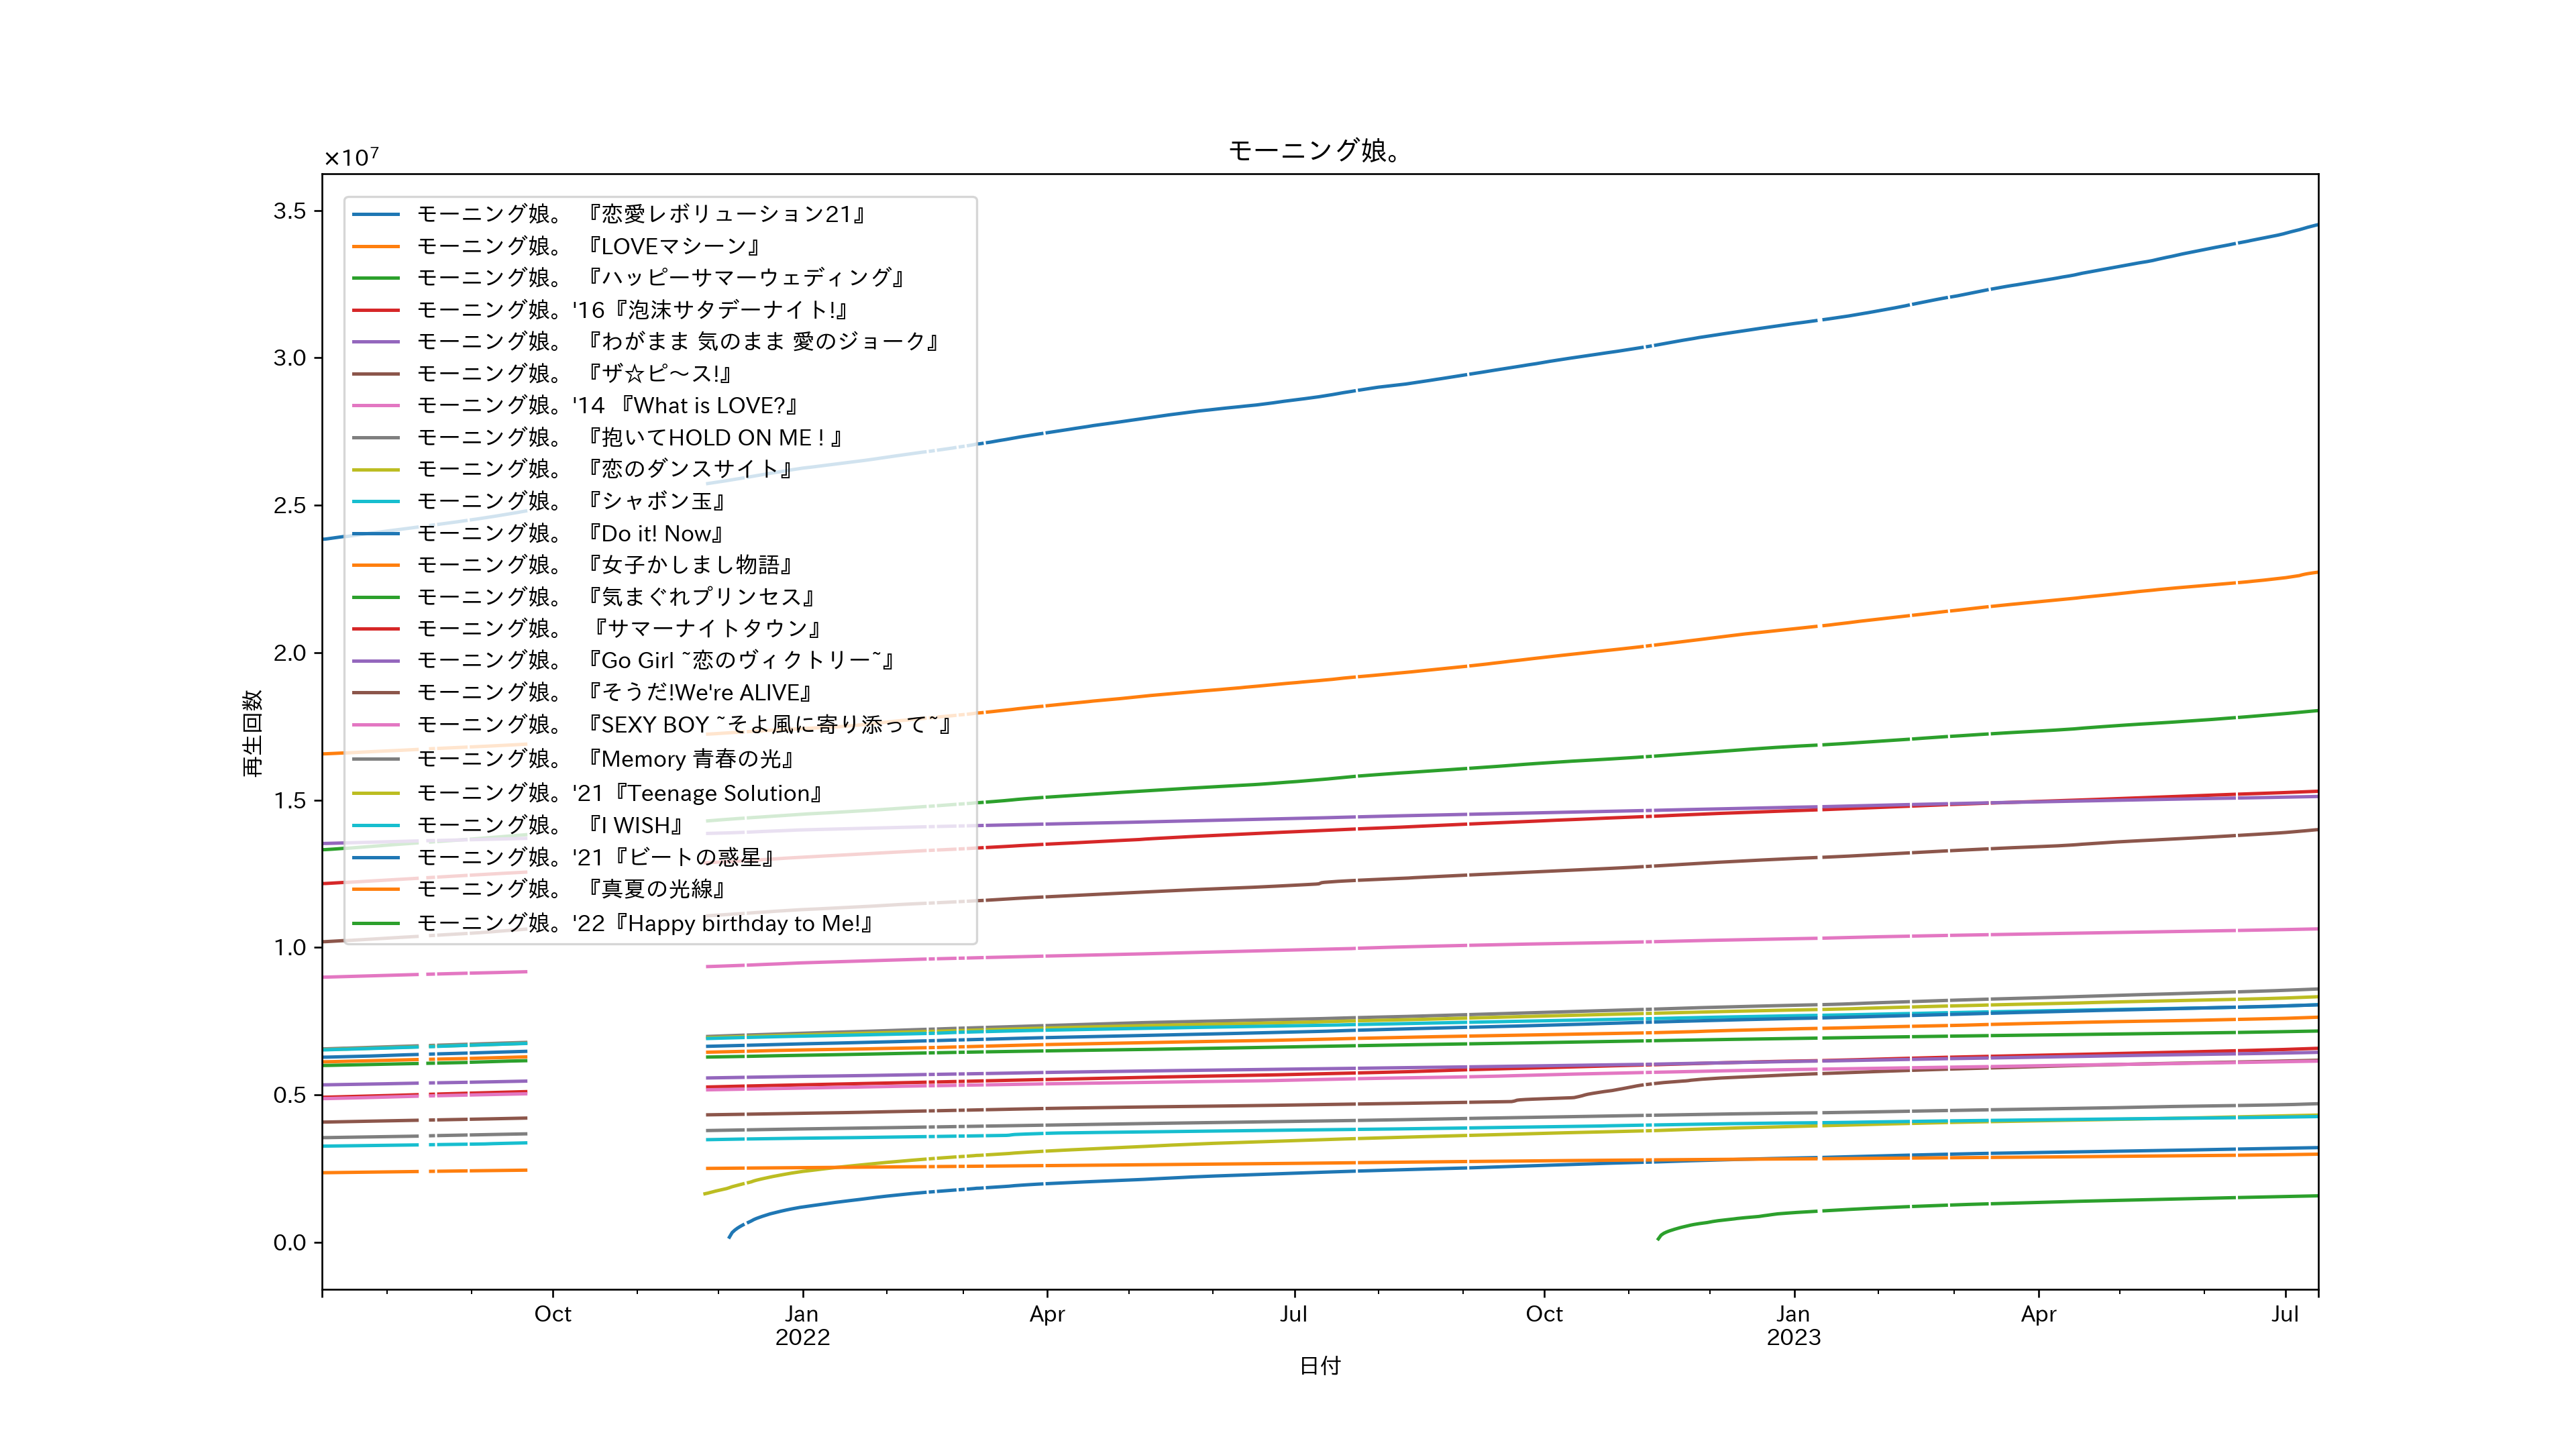 モーニング娘。
×10⁷
3.5
3.0
2.5
2.0
1.5
1.0
0.5
0.0
再生回数
モーニング娘。 『恋愛レボリューション21』
モーニング娘。 『LOVEマシーン』
モーニング娘。 『ハッピーサマーウェディング』
モーニング娘。'16『泡沫サタデーナイト!』
モーニング娘。 『わがまま 気のまま 愛のジョーク』
モーニング娘。 『ザ☆ピ～ス!』
モーニング娘。'14 『What is LOVE?』
モーニング娘。 『抱いてHOLD ON ME ! 』
モーニング娘。 『恋のダンスサイト』
モーニング娘。 『シャボン玉』
モーニング娘。 『Do it! Now』
モーニング娘。 『女子かしまし物語』
モーニング娘。 『気まぐれプリンセス』
モーニング娘。 『サマーナイトタウン』
モーニング娘。 『Go Girl ~恋のヴィクトリー~』
モーニング娘。 『そうだ!We're ALIVE』
モーニング娘。 『SEXY BOY ~そよ風に寄り添って~』
モーニング娘。 『Memory 青春の光』
モーニング娘。'21『Teenage Solution』
モーニング娘。 『I WISH』
モーニング娘。'21『ビートの惑星』
モーニング娘。 『真夏の光線』
モーニング娘。'22『Happy birthday to Me!』
Oct Jan Apr Jul Oct Jan Apr Jul
2022 2023
日付